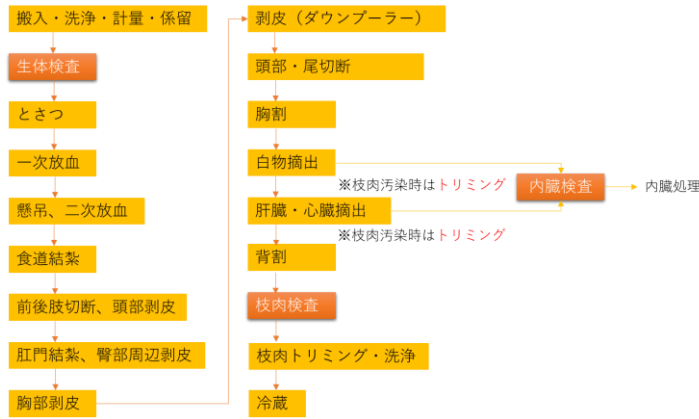 搬入・洗浄・計量・係留
生体検査
とさつ
一次放血
懸吊、二次放血
食道結紮
前後肢切断、頭部剥皮
肛門結紮、臀部周辺剥皮
胸部剥皮
剥皮（ダウンプーラー）
頭部・尾切断
胸割
白物摘出
※枝肉汚染時はトリミング
肝臓・心臓摘出
※枝肉汚染時はトリミング
背割
枝肉検査
枝肉トリミング・洗浄
冷蔵
内臓検査
内臓処理